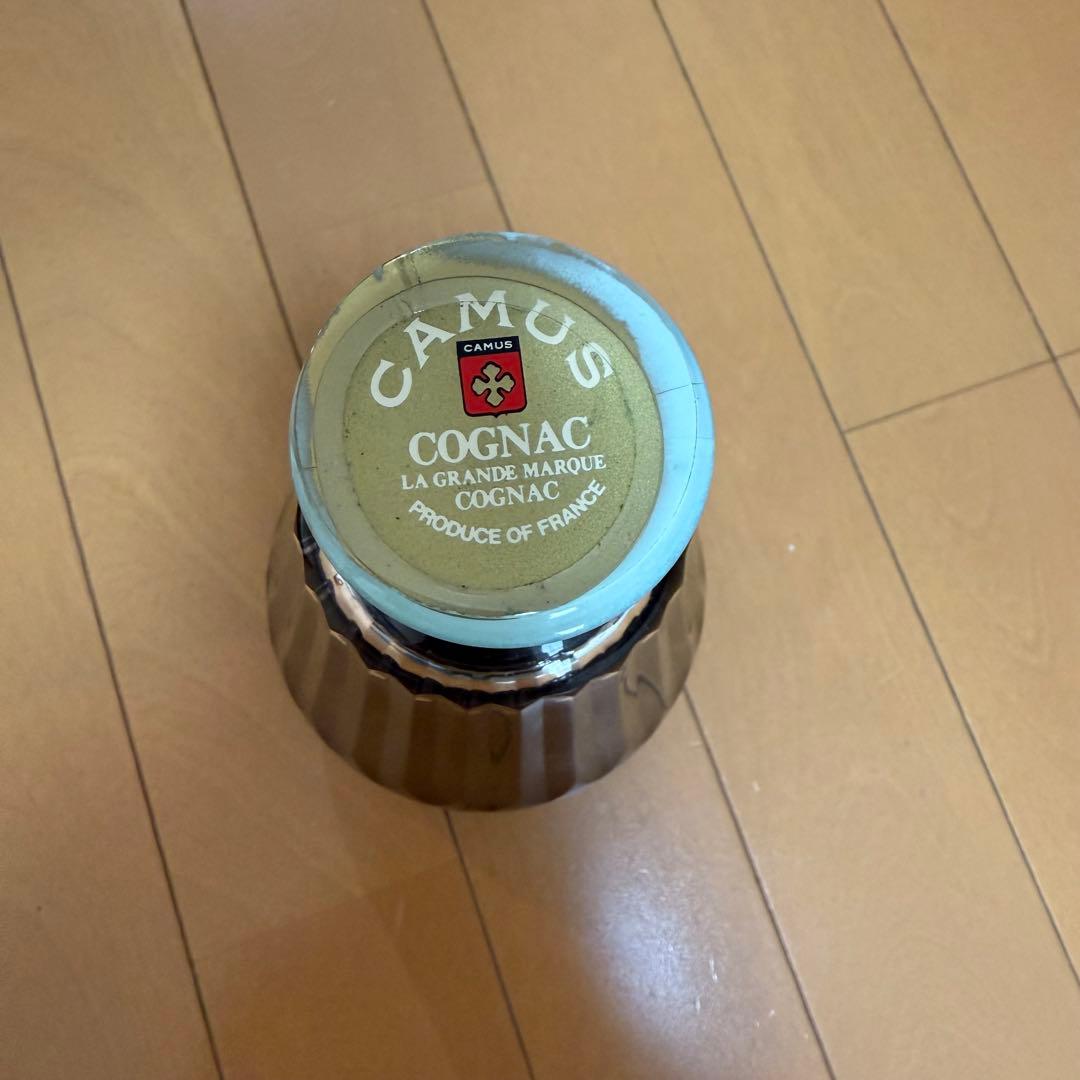 CAMUS
CAMUS
COGNAC
LA GRANDE MARQUE
COGNAC
PRODUCE OF FRANCE